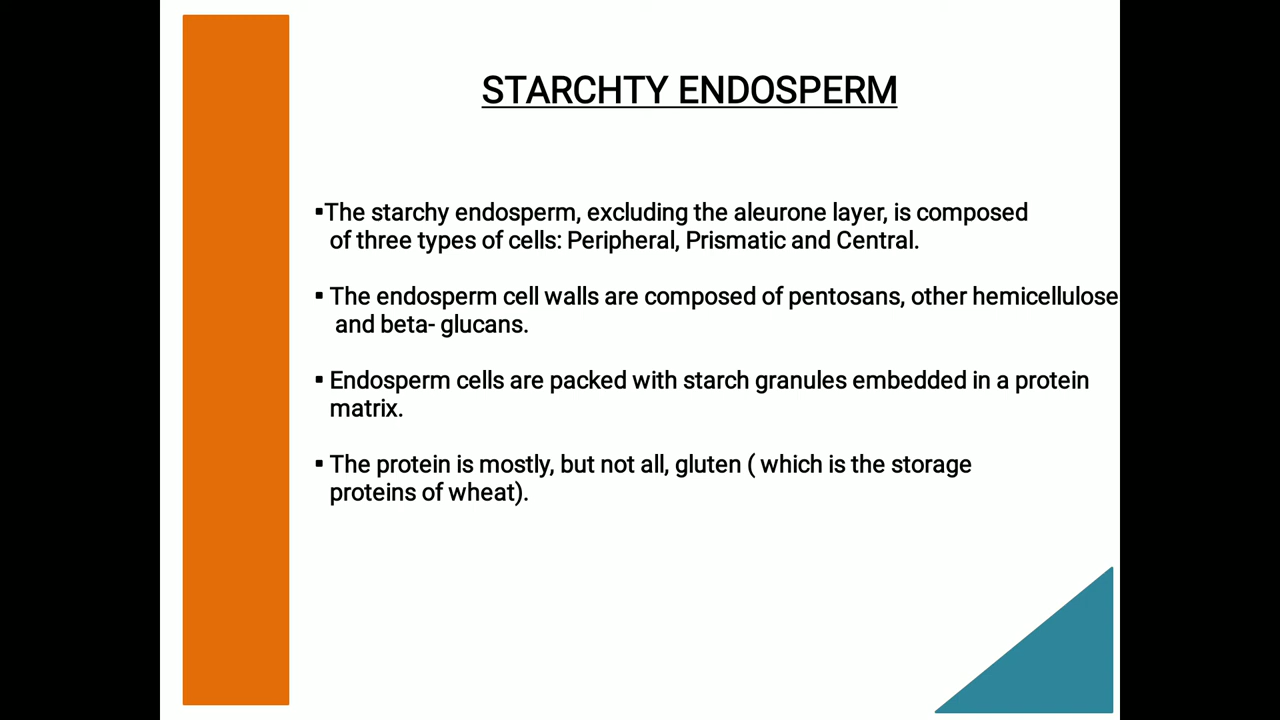 STARCHTY ENDOSPERM
▪The starchy endosperm, excluding the aleurone layer, is composed
of three types of cells: Peripheral, Prismatic and Central.
▪ The endosperm cell walls are composed of pentosans, other hemicellulose
and beta- glucans.
▪ Endosperm cells are packed with starch granules embedded in a protein
matrix.
▪ The protein is mostly, but not all, gluten ( which is the storage
proteins of wheat).